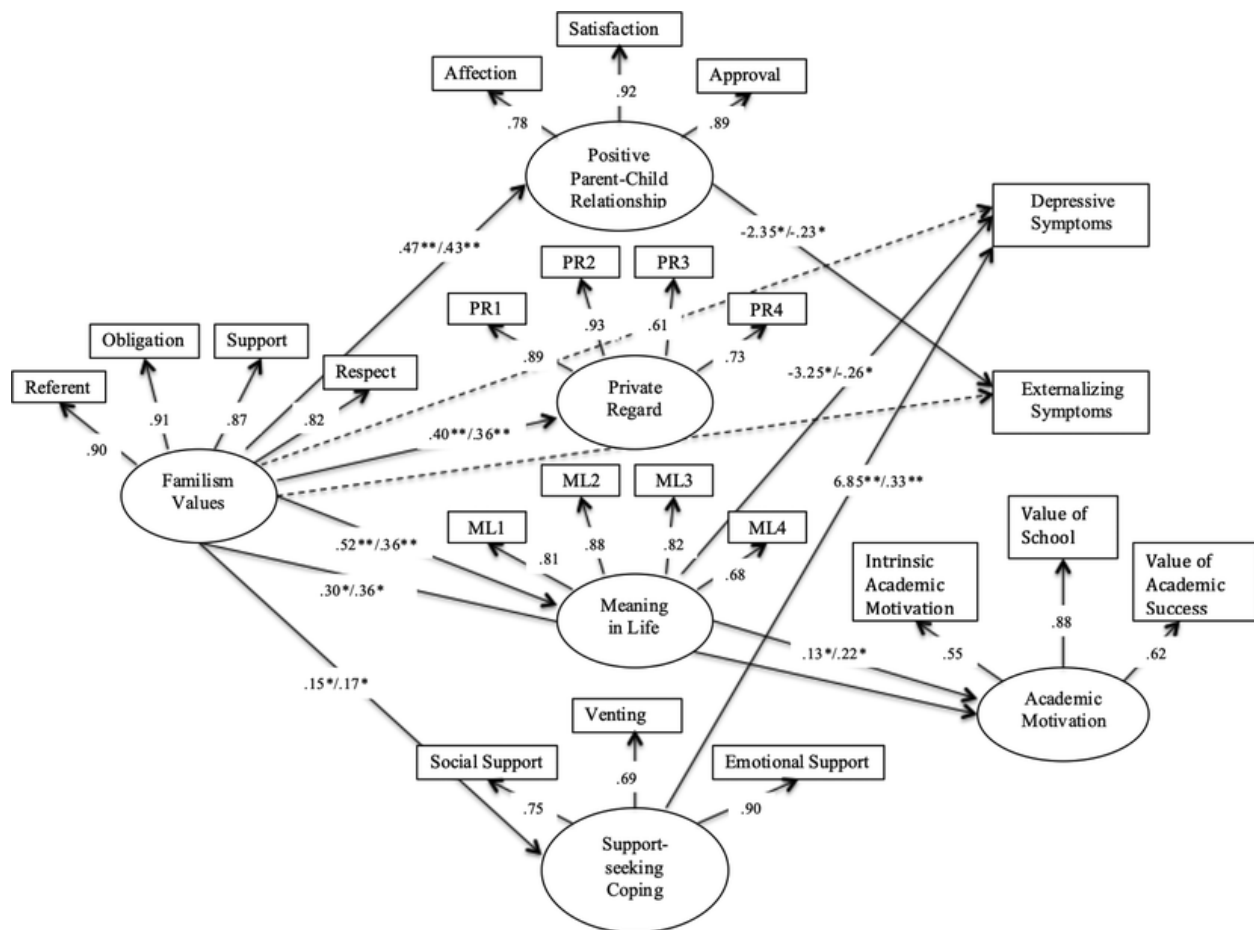 Satisfaction
Affection
Approval
.92
.78
.89
Positive
Parent-Child
Relationship
Depressive
Symptoms
.47**/.43**
-2.35*/-.23*
PR2
PR3
PR1
PR4
.93
.61
.89
.73
Obligation
Support
Referent
Respect
.91
.87
.82
.90
Private
Regard
-3.25*/-.26*
Externalizing
Symptoms
.40**/.36**
Familism
Values
ML2
ML3
ML1
ML4
6.85**/.33**
.52**/.36**
.81
.88
.82
.68
.30*/.36*
Meaning
in Life
Value of
School
Intrinsic
Academic
Motivation
Value of
Academic
Success
.88
.13*/.22*
.55
.62
.15*/.17*
Academic
Motivation
Venting
Social Support
Emotional Support
.69
.75
.90
Support-
seeking
Coping